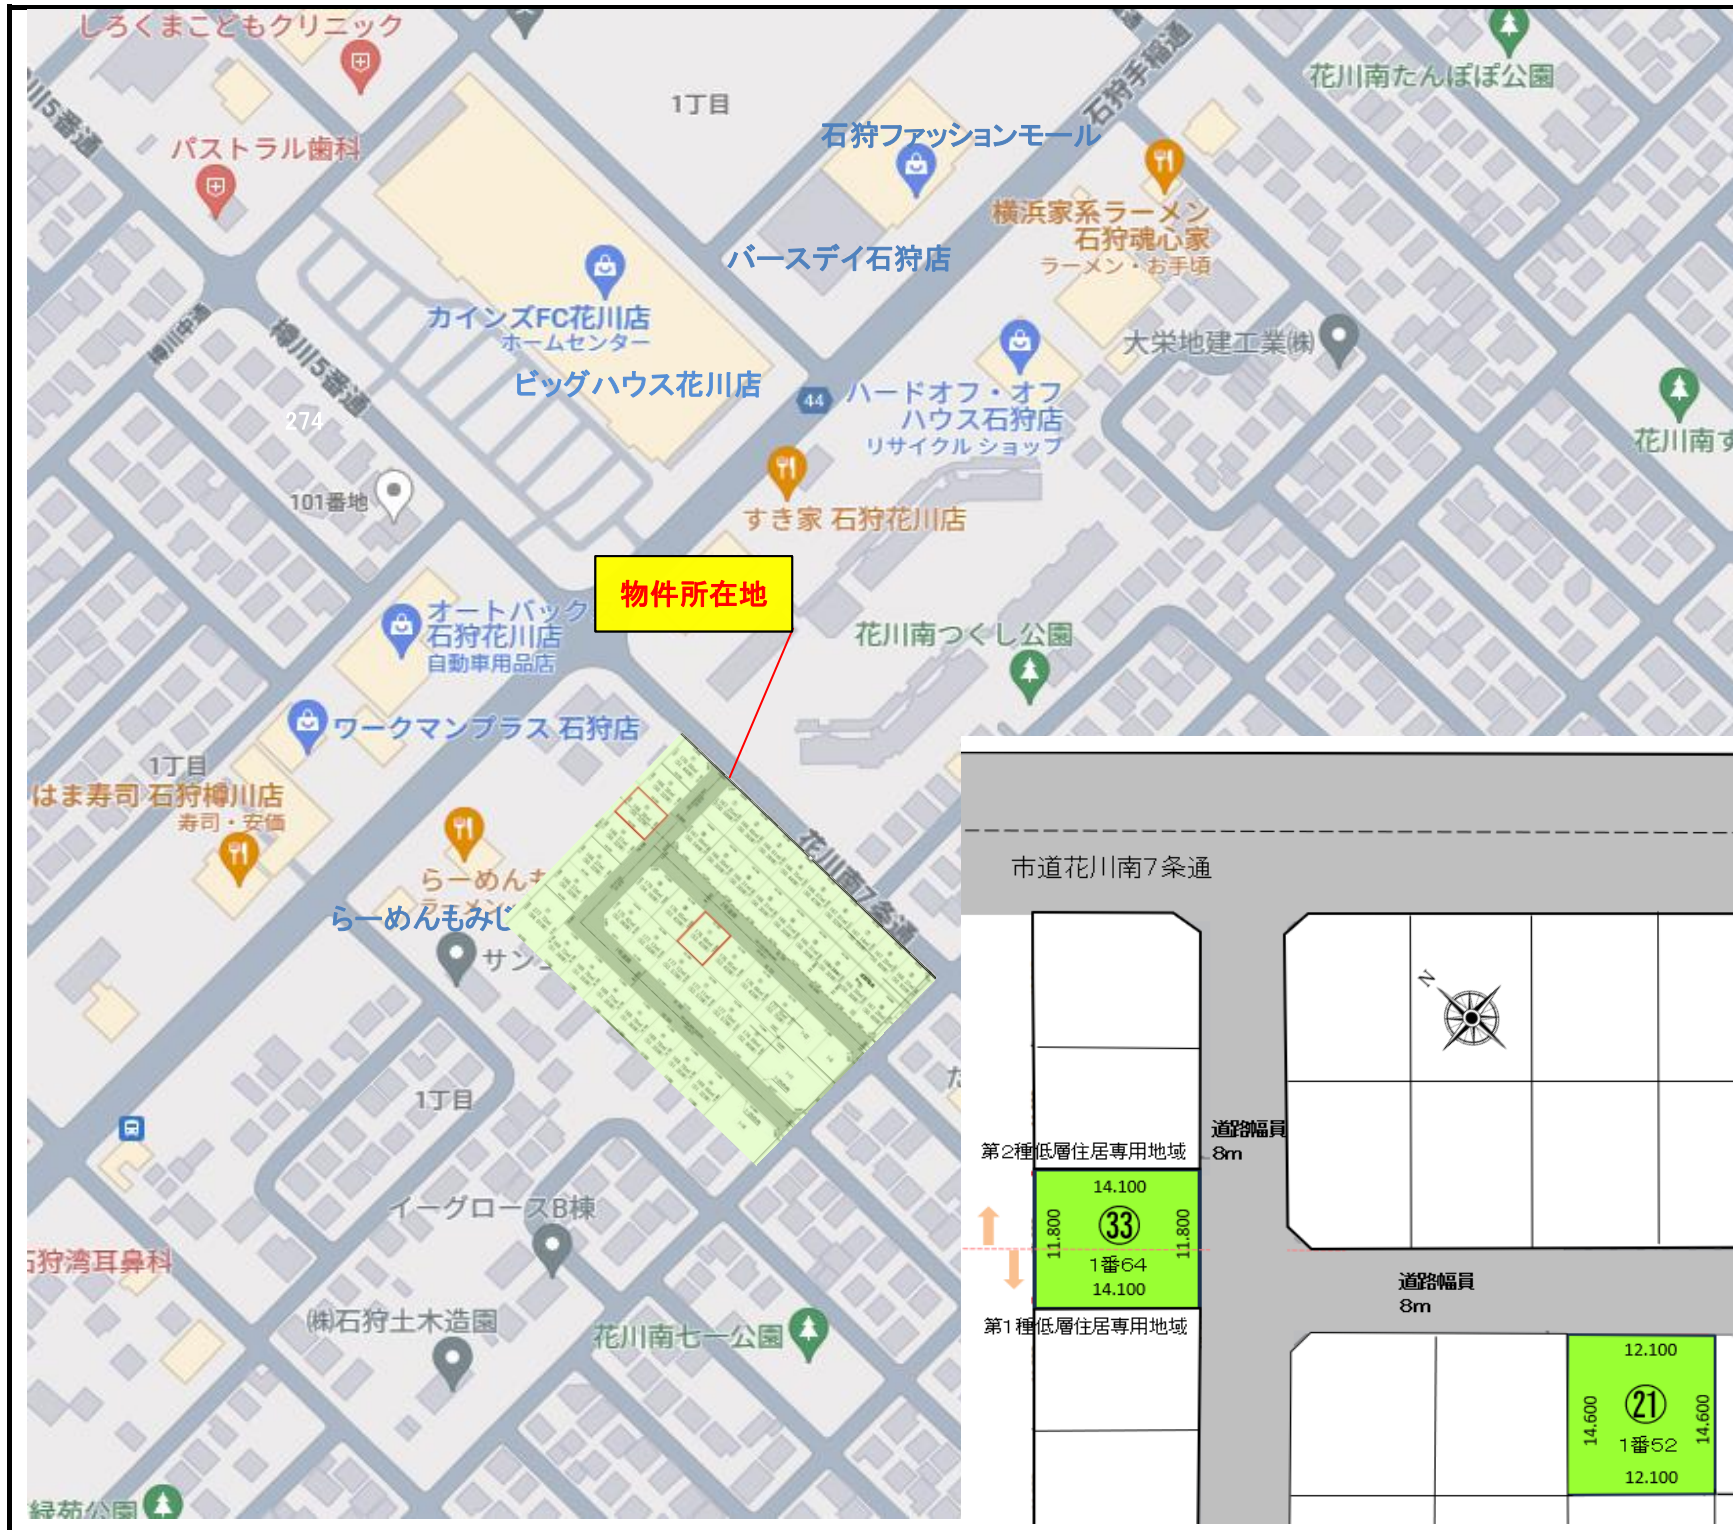 しろくまこどもクリニック
川5番通
パストラル歯科
1丁目
石狩ファッションモール
石狩手稲通
花川南たんぽぽ公園
横浜家系ラーメン
石狩魂心家
ラーメン・お手頃
バースデイ石狩店
カインズFC花川店
ホームセンター
ビッグハウス花川店
樽川中通
樽川5番通
274
101番地
44
ハードオフ・オフ
ハウス石狩店
リサイクル ショップ
大栄地建工業㈱
花川南す
すき家 石狩花川店
物件所在地
オートバック
石狩花川店
自動車用品店
花川南つくし公園
ワークマンプラス 石狩店
1丁目
はま寿司 石狩樽川店
寿司・安価
らーめんも
らーめんもみじ
サンコ
花川南7条通
1丁目
イーグロースB棟
石狩湾耳鼻科
㈱石狩土木造園
花川南七一公園
緑苑公園
市道花川南7条通
N
道路幅員
8m
第2種低層住居専用地域
14.100
11.800
㉝
11.800
1番64
14.100
第1種低層住居専用地域
道路幅員
8m
12.100
14.600
㉑
14.600
1番52
12.100